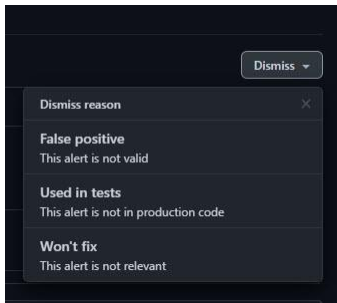 Dismiss
Dismiss reason
False positive
This alert is not valid
Used in tests
This alert is not in production code
Won't fix
This alert is not relevant